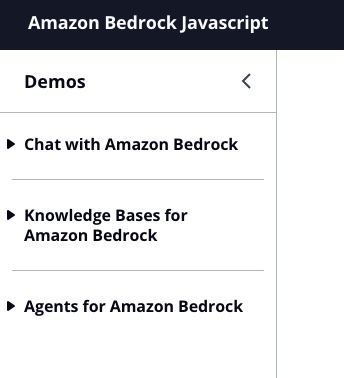 Amazon Bedrock Javascript
Demos
Chat with Amazon Bedrock
Knowledge Bases for
Amazon Bedrock
Agents for Amazon Bedrock